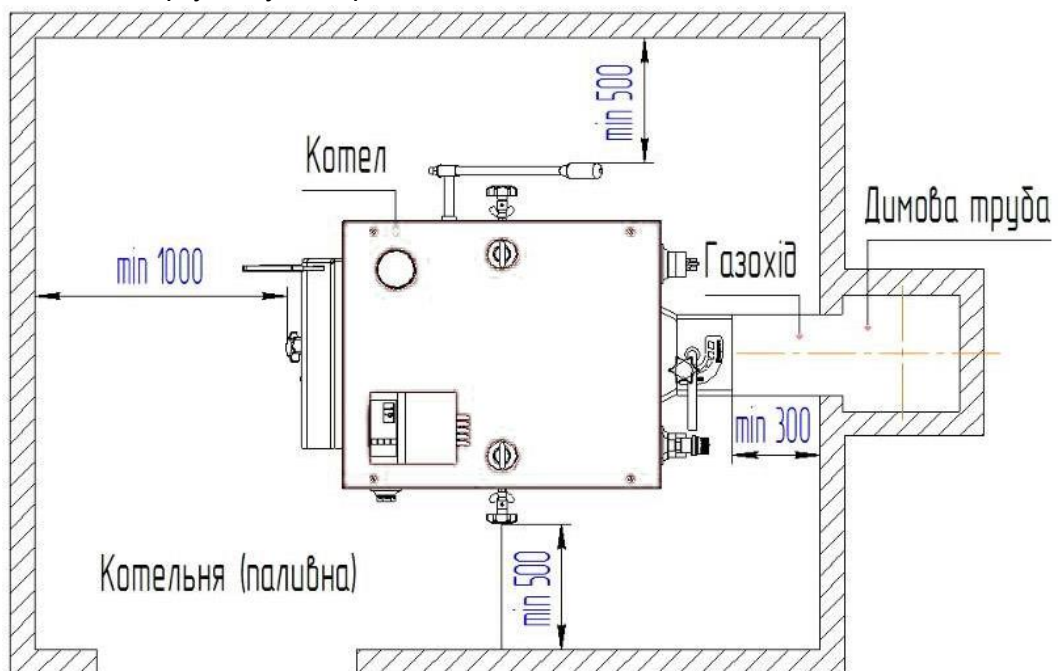 min 500
Котел
Димова труба
min 1000
Газохід
min 300
Котельня (паливна)
min 500